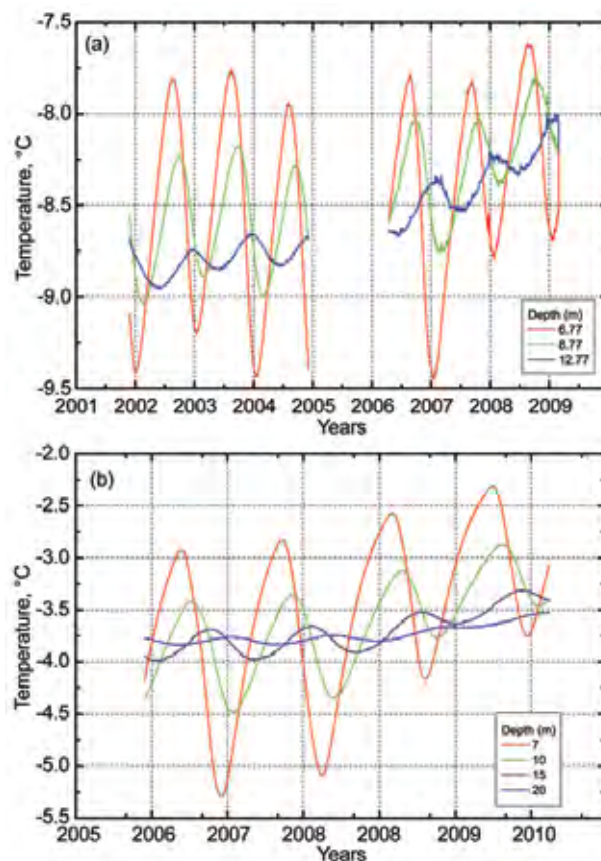 (a)
Temperature, °C
-7.5
-8.0
-8.5
-9.0
-9.5
Depth (m)
6.77
8.77
12.77
2001 2002 2003 2004 2005 2006 2007 2008 2009
Years
(b)
Temperature, °C
-2.0
-2.5
-3.0
-3.5
-4.0
-4.5
-5.0
-5.5
Depth (m)
7
10
15
20
2005 2006 2007 2008 2008 2009 2010
Years